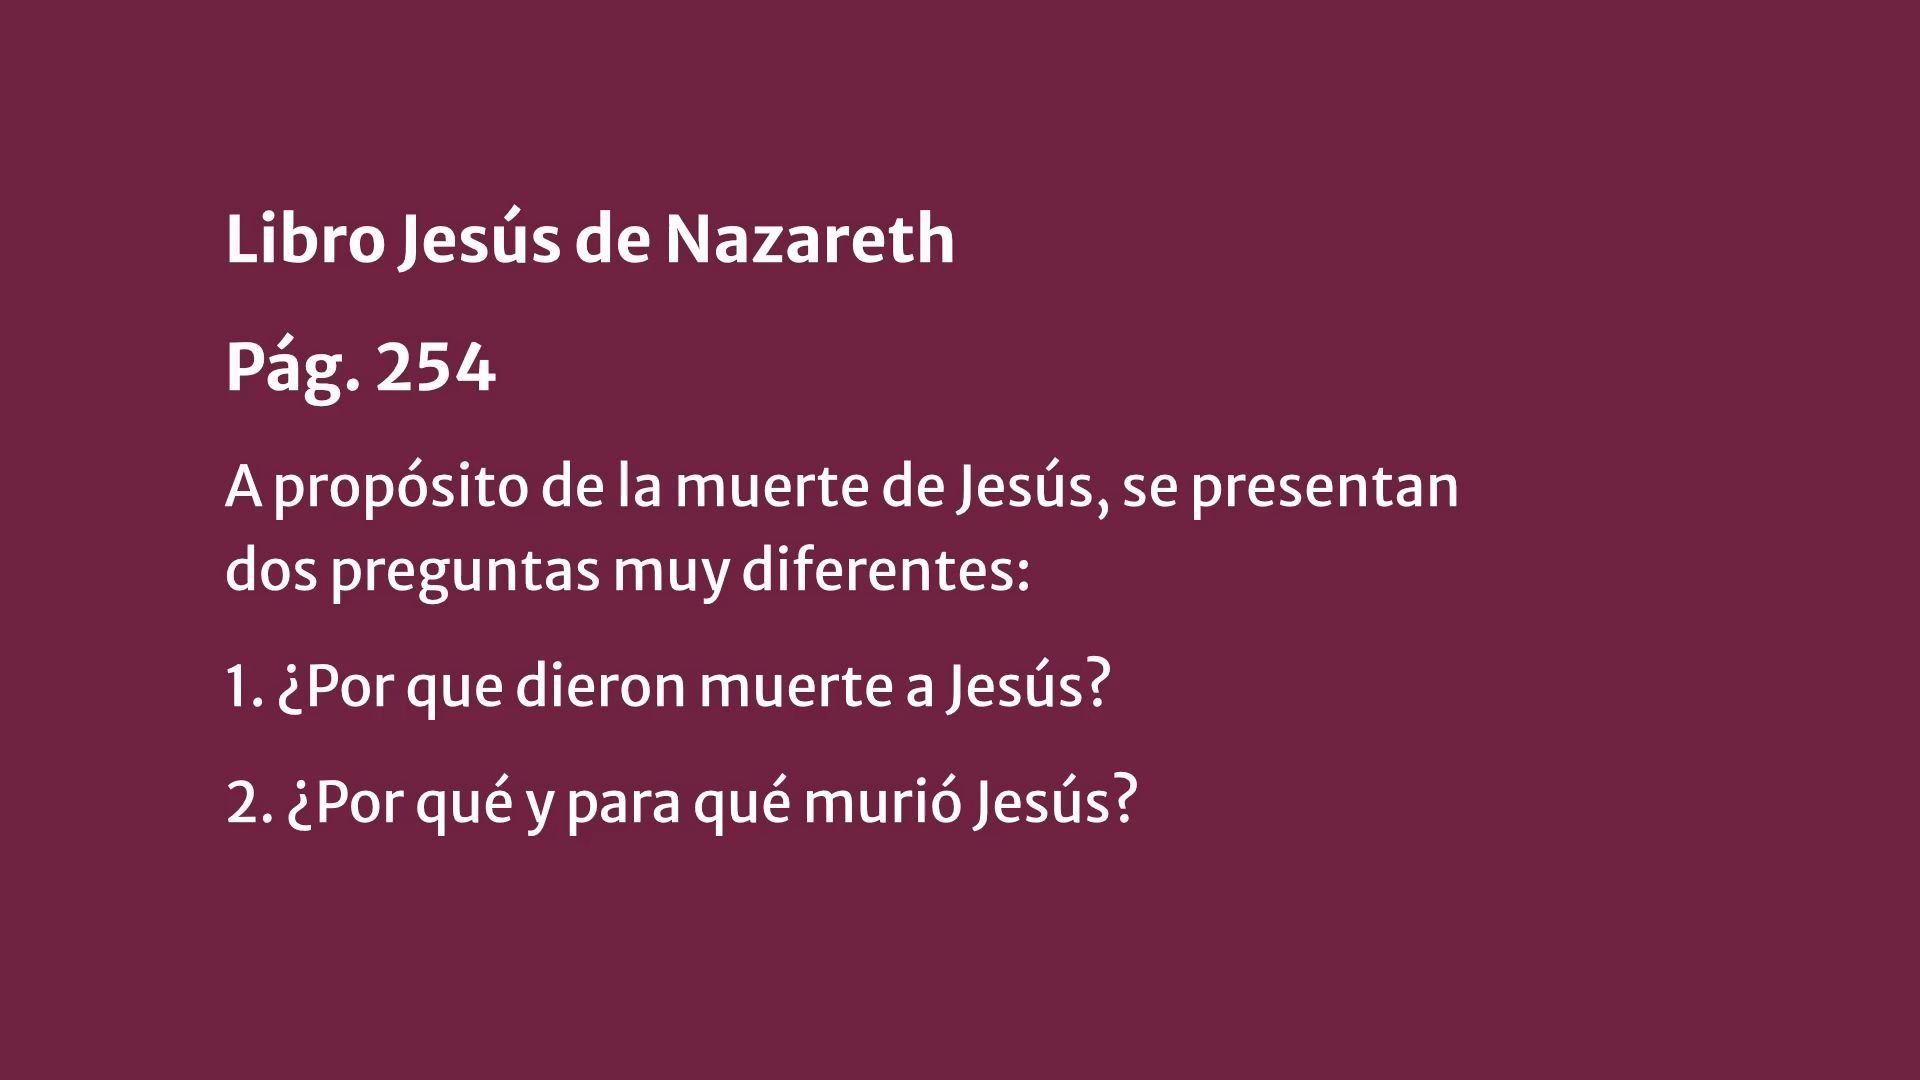 Libro Jesús de Nazareth
Pág. 254
A propósito de la muerte de Jesús, se presentan
dos preguntas muy diferentes:
1. ¿Por que dieron muerte a Jesús?
2. ¿Por qué y para qué murió Jesús?